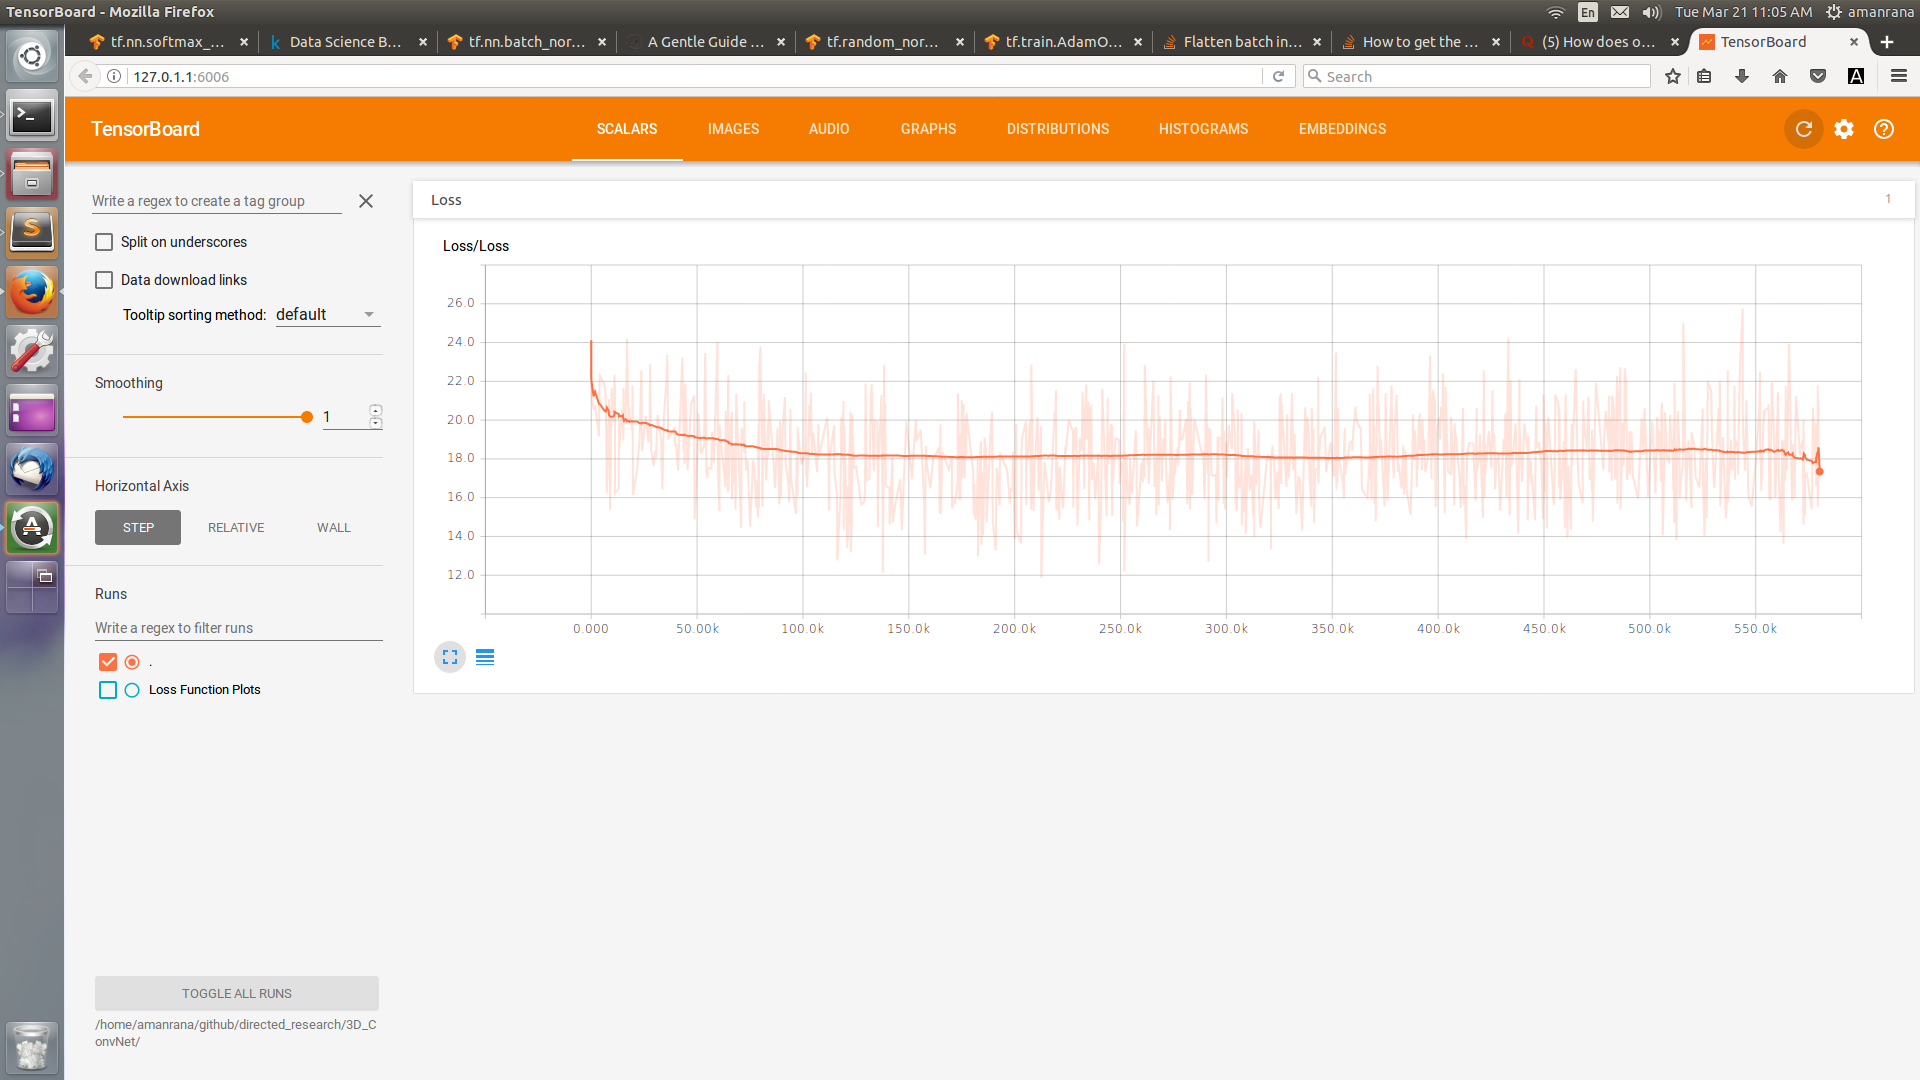 TensorBoard - Mozilla Firefox
En
Tue Mar 21 11:05 AM
amanrana
tf.nn.softmax_...
Data Science B...
tf.nn.batch_nor...
A Gentle Guide ...
tf.random_nor...
tf.train.AdamO...
Flatten batch in...
How to get the ...
(5) How does o...
TensorBoard
127.0.1.1:6006
Search
A
TensorBoard
SCALARS
IMAGES
AUDIO
GRAPHS
DISTRIBUTIONS
HISTOGRAMS
EMBEDDINGS
Write a regex to create a tag group
Split on underscores
Data download links
Tooltip sorting method: default
Smoothing
1
Horizontal Axis
STEP
RELATIVE
WALL
Runs
Write a regex to filter runs
.
Loss Function Plots
TOGGLE ALL RUNS
/home/amanrana/github/directed_research/3D_C
onvNet/
Loss
1
Loss/Loss
26.0
24.0
22.0
20.0
18.0
16.0
14.0
12.0
0.000
50.00k
100.0k
150.0k
200.0k
250.0k
300.0k
350.0k
400.0k
450.0k
500.0k
550.0k